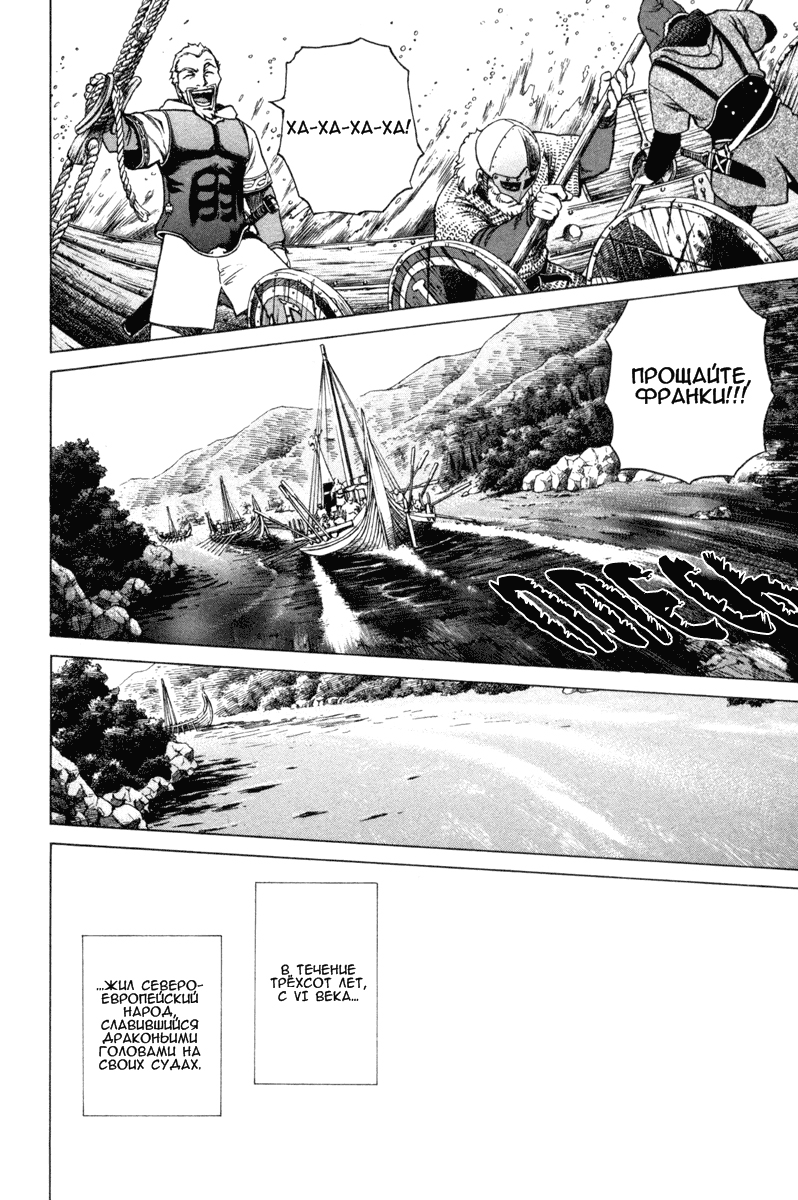 ХА-ХА-ХА-ХА!
ПРОЩАЙТЕ,
ФРАНКИ!!!
ПЛЕСК
В ТЕЧЕНИЕ
ТРЁХСОТ ЛЕТ,
С VI ВЕКА...
...ЖИЛ СЕВЕРО-
ЕВРОПЕЙСКИЙ
НАРОД,
СЛАВИВШИЙСЯ
ДРАКОНЬИМИ
ГОЛОВАМИ НА
СВОИХ СУДАХ.